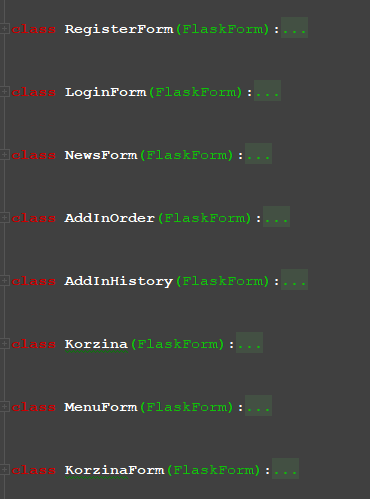 class RegisterForm(FlaskForm):...
class LoginForm(FlaskForm):...
class NewsForm(FlaskForm):...
class AddInOrder(FlaskForm):...
class AddInHistory(FlaskForm):...
class Korzina(FlaskForm):...
class MenuForm(FlaskForm):...
class KorzinaForm(FlaskForm):...